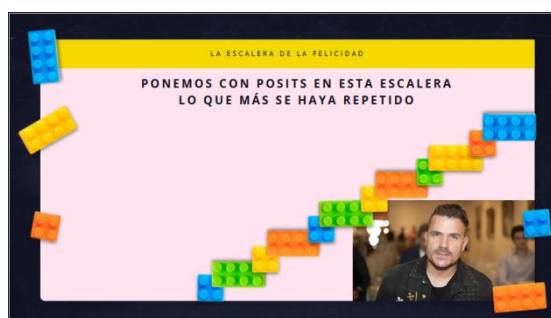 LA ESCALERA DE LA FELICIDAD
PONEMOS CON POSITS EN ESTA ESCALERA
LO QUE MÁS SE HAYA REPETIDO